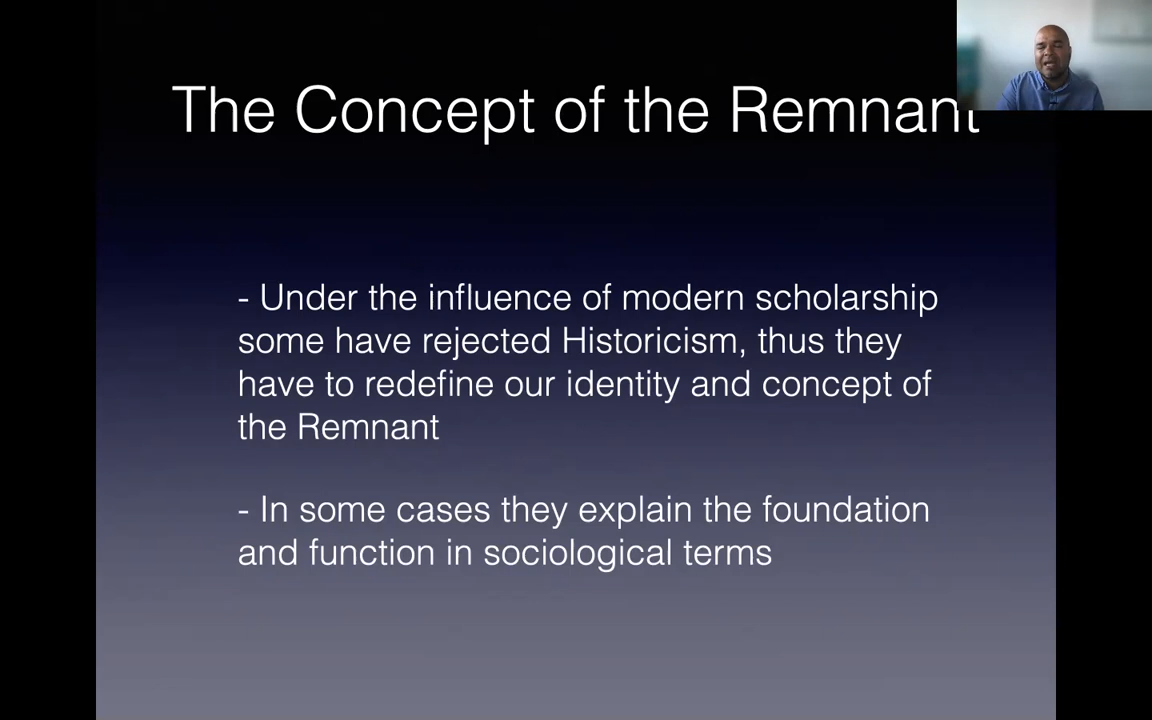 The Concept of the Remnant
- Under the influence of modern scholarship
some have rejected Historicism, thus they
have to redefine our identity and concept of
the Remnant
- In some cases they explain the foundation
and function in sociological terms